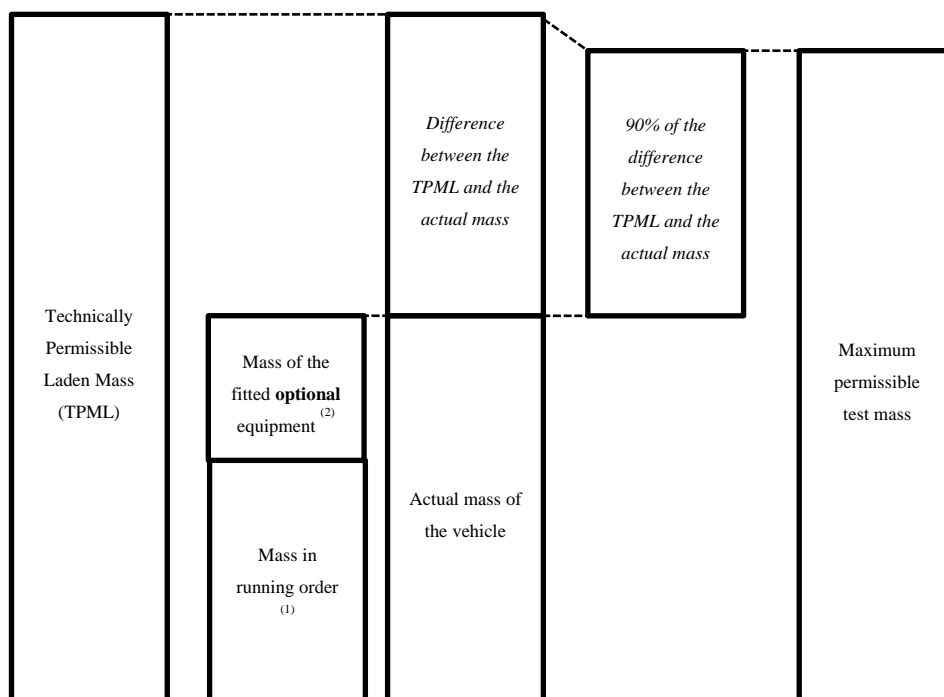 Technically
Permissible
Laden Mass
(TPML)
Mass of the
fitted optional
equipment (2)
Mass in
running order
(1)
Difference
between the
TPML and the
actual mass
Actual mass of
the vehicle
90% of the
difference
between the
TPML and the
actual mass
Maximum
permissible
test mass